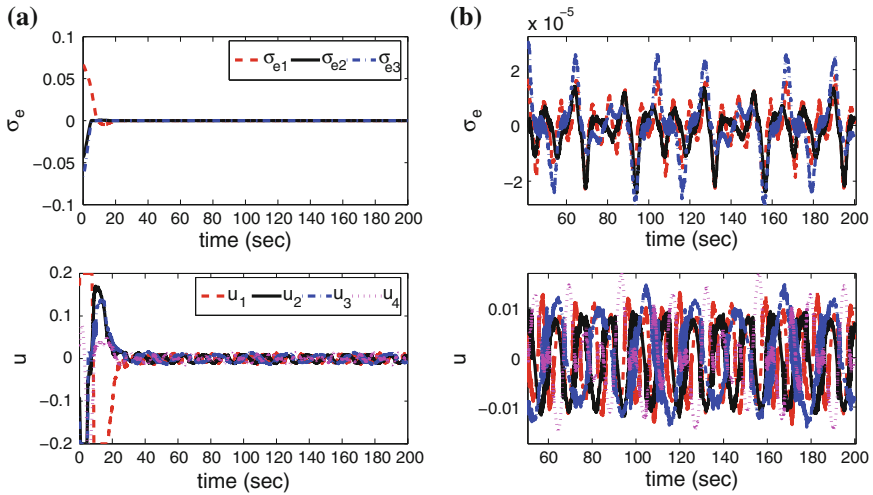 (a)
0.1
0.05
0
-0.05
-0.1
σe
σe1 σe2 σe3
0 20 40 60 80 100 120 140 160 180 200
time (sec)
(b)
x 10^-5
2
0
-2
σe
60 80 100 120 140 160 180 200
time (sec)
0.2
0.1
0
-0.1
-0.2
u
u1 u2 u3 u4
0 20 40 60 80 100 120 140 160 180 200
time (sec)
0.01
0
-0.01
u
60 80 100 120 140 160 180 200
time (sec)